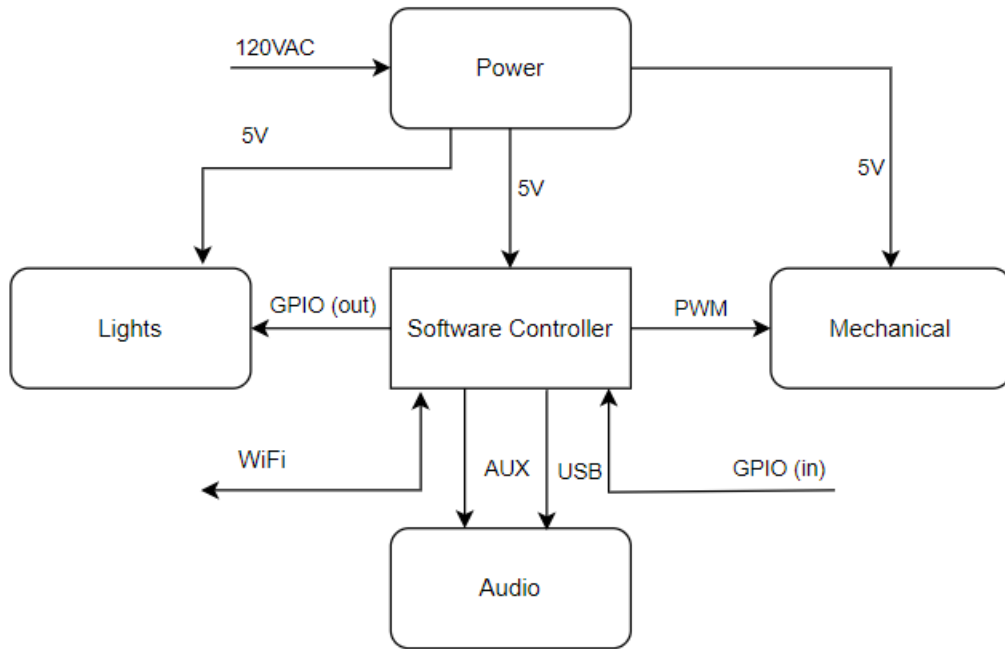 120VAC
Power
5V
5V
5V
Lights
GPIO (out)
Software Controller
PWM
Mechanical
WiFi
AUX
USB
GPIO (in)
Audio